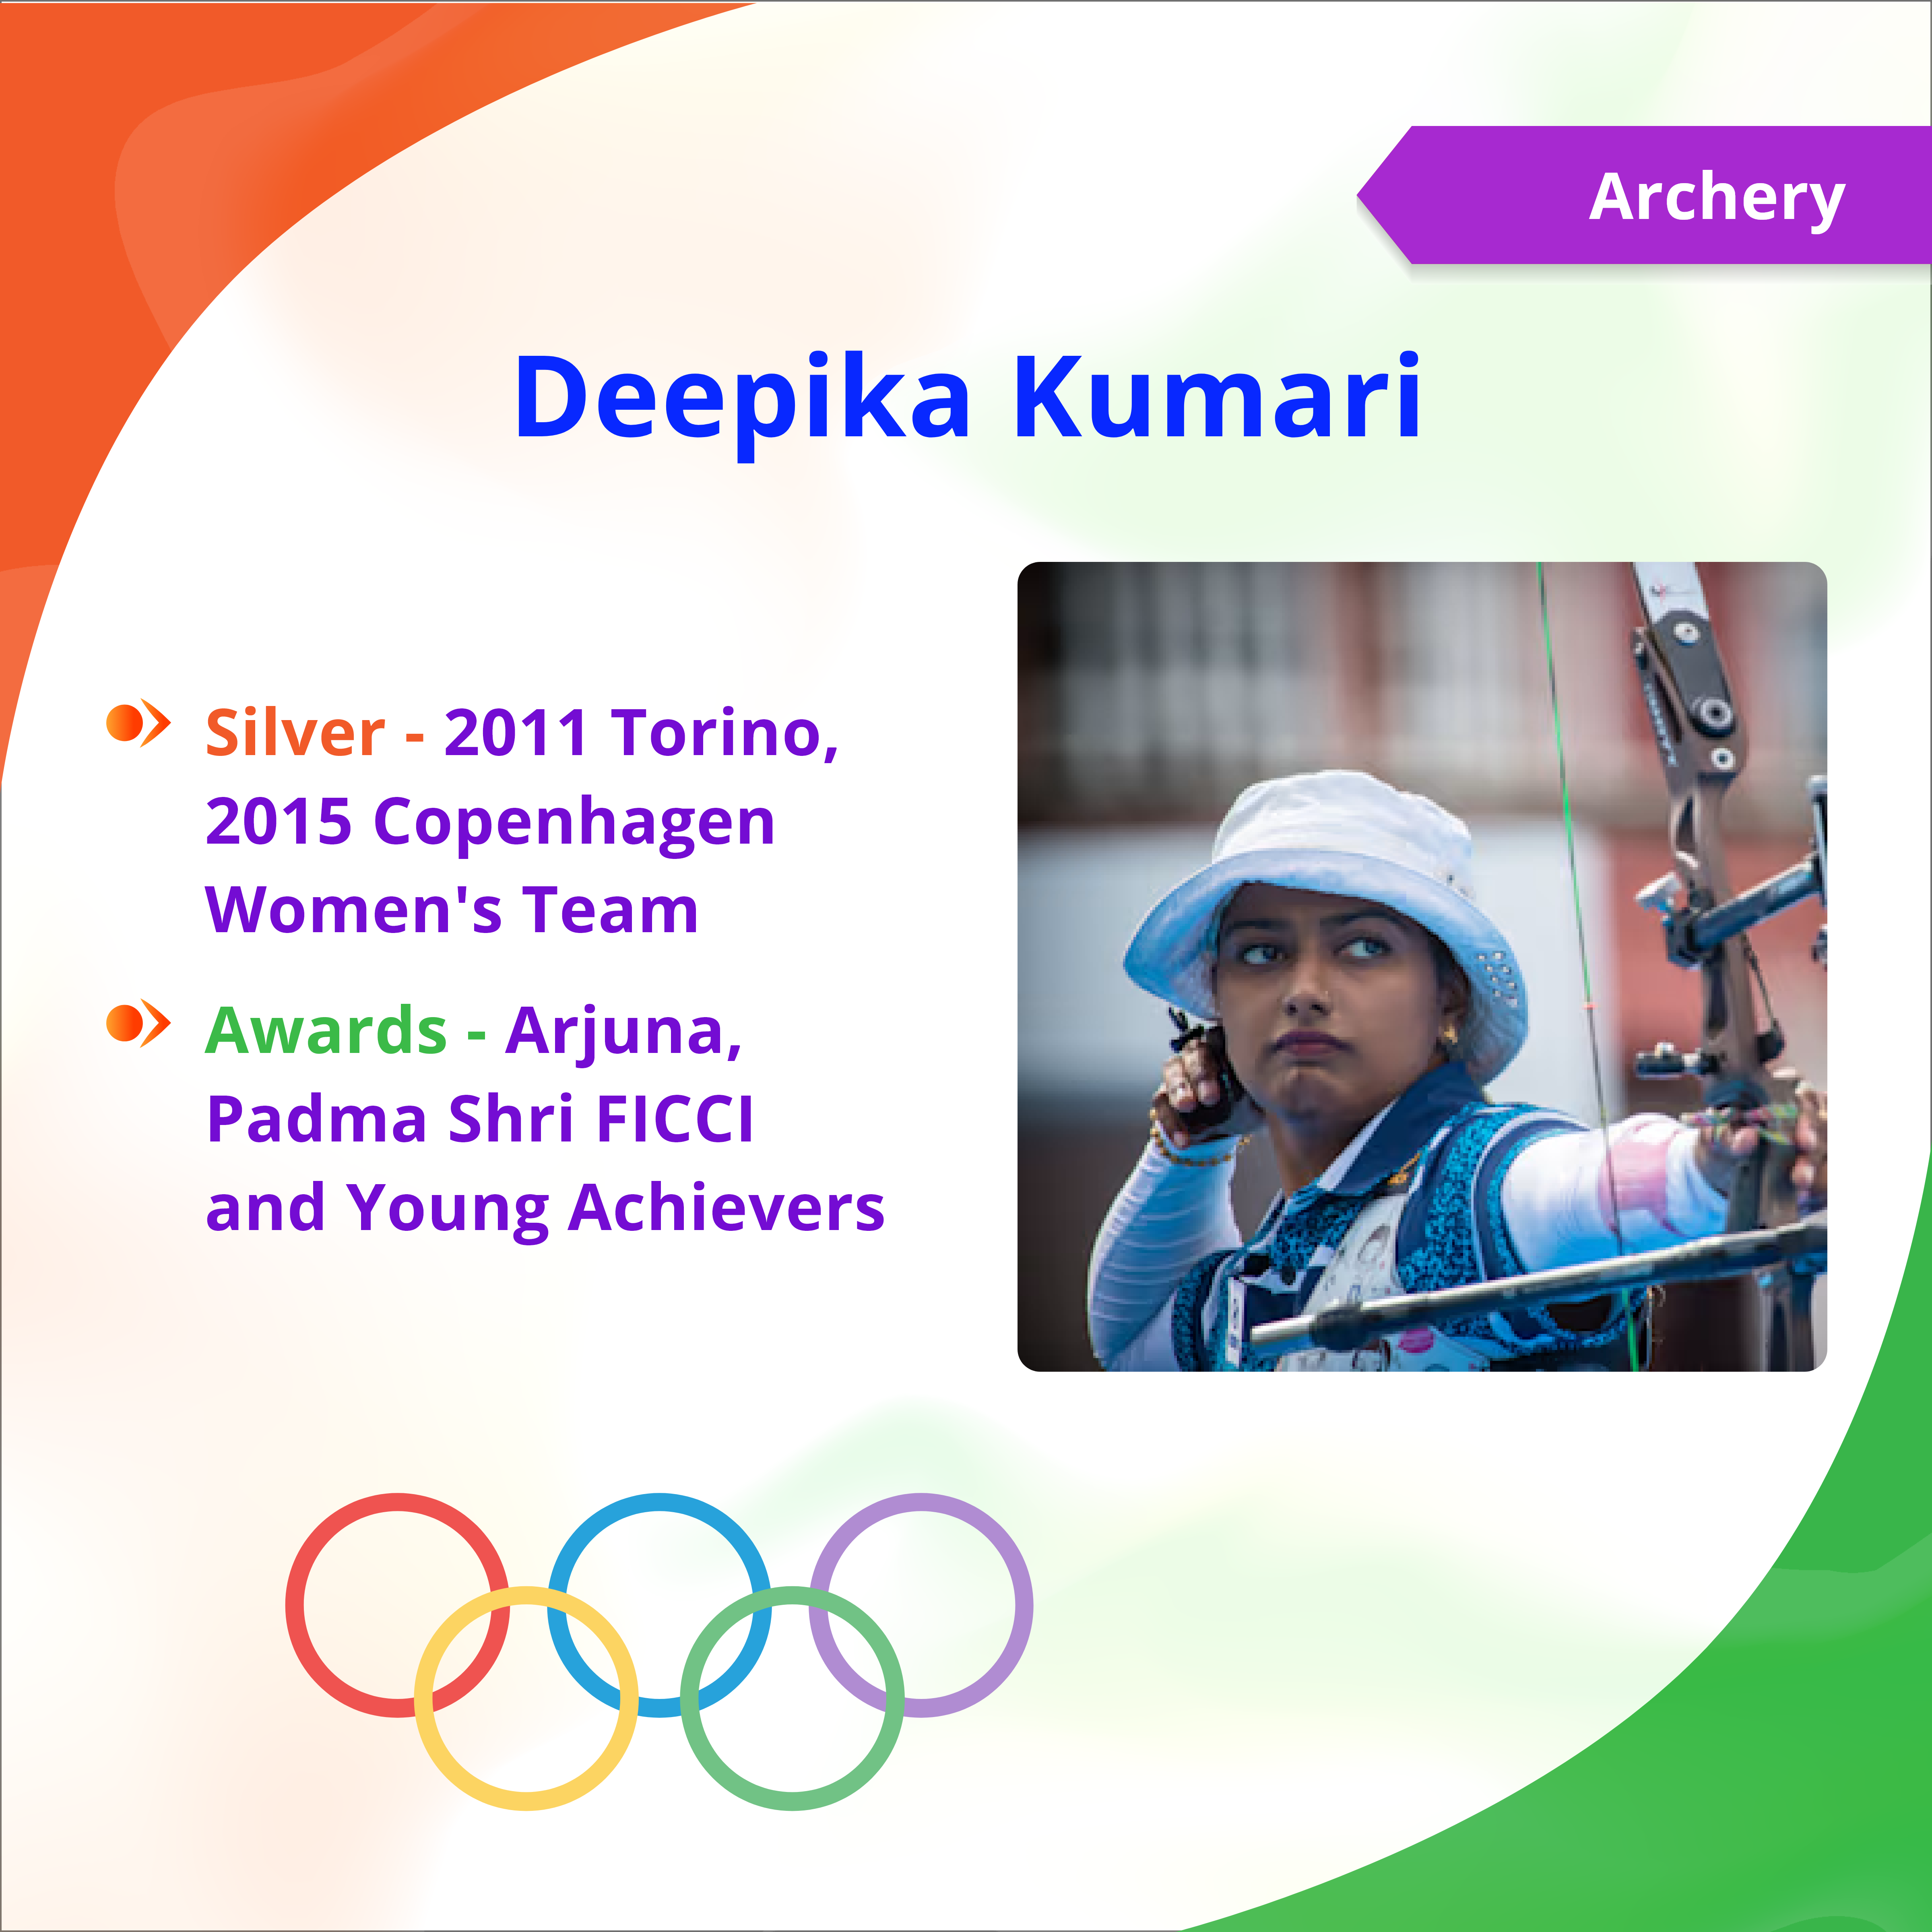 Archery
Deepika Kumari
Silver - 2011 Torino,
2015 Copenhagen
Women's Team
Awards - Arjuna,
Padma Shri FICCI
and Young Achievers